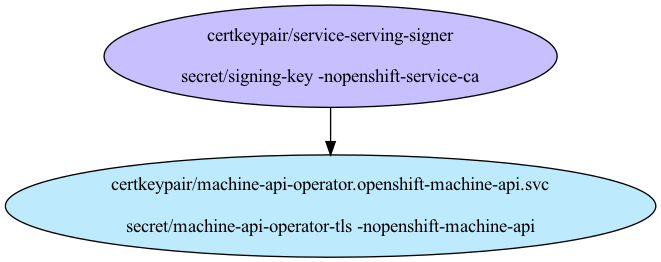 certkeypair/service-serving-signer
secret/signing-key -nopenshift-service-ca
certkeypair/machine-api-operator.openshift-machine-api.svc
secret/machine-api-operator-tls -nopenshift-machine-api